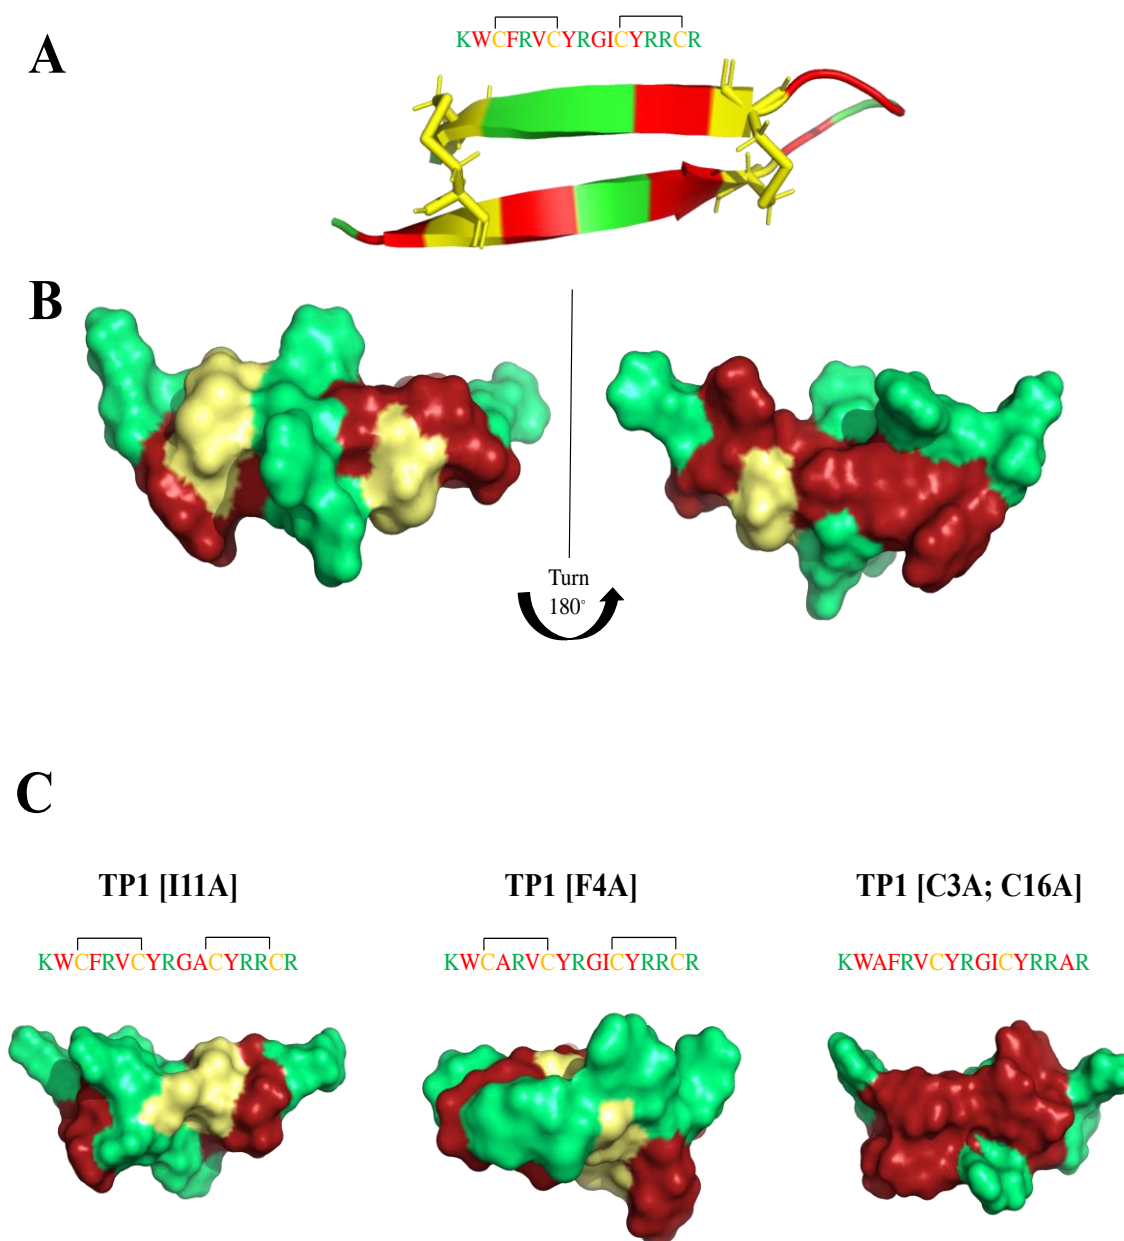 A
KWCFRVCYRGICYRRCR
B
Turn
180°
C
TP1 [I11A]
TP1 [F4A]
TP1 [C3A; C16A]
KWCFRVCYRGACYRRCR
KWCARVCYRGICYRRCR
KWAFRVCYRGICYRRAR